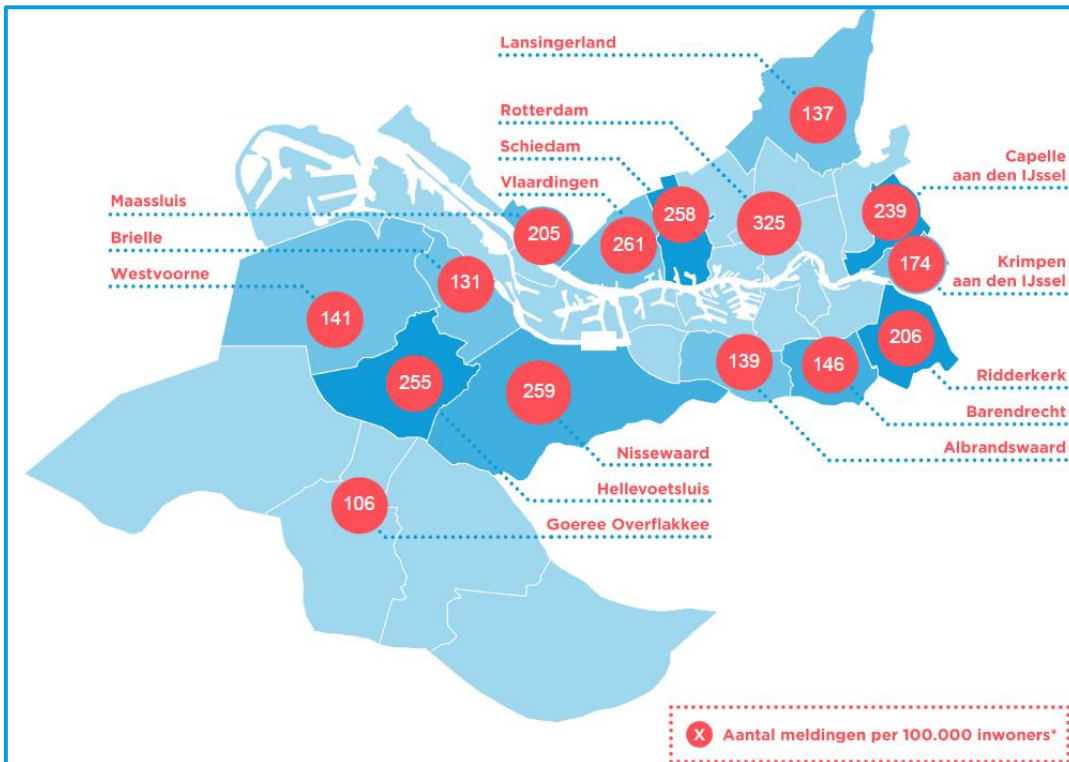 Lansingerland
137
Rotterdam
Schiedam
Vlaardingen
Capelle
aan den IJssel
Maassluis
Brielle
Westvoorne
205
261
258
325
239
174
Krimpen
aan den IJssel
131
141
255
259
139
146
206
Ridderkerk
Barendrecht
Albrandswaard
Nissewaard
Hellevoetsluis
106
Goeree Overflakkee
X Aantal meldingen per 100.000 inwoners*